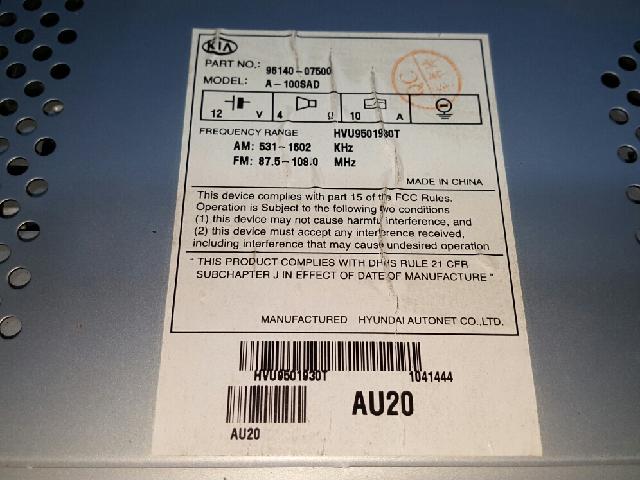 KIA
PART NO.: 96140-07500
MODEL: A-100SAD
12 V 4 Ω 10 A
FREQUENCY RANGE HVU9501930T
AM: 531~1602 KHz
FM: 87.5~108.0 MHz
MADE IN CHINA
This device complies with part 15 of the FCC Rules.
Operation is Subject to the following two conditions
(1) this device may not cause harmful interference, and
(2) this device must accept any interference received,
including interference that may cause undesired operation
" THIS PRODUCT COMPLIES WITH DHHS RULE 21 CFR
SUBCHAPTER J IN EFFECT OF DATE OF MANUFACTURE "
MANUFACTURED HYUNDAI AUTONET CO.,LTD.
HVU9501930T 1041444
AU20
AU20